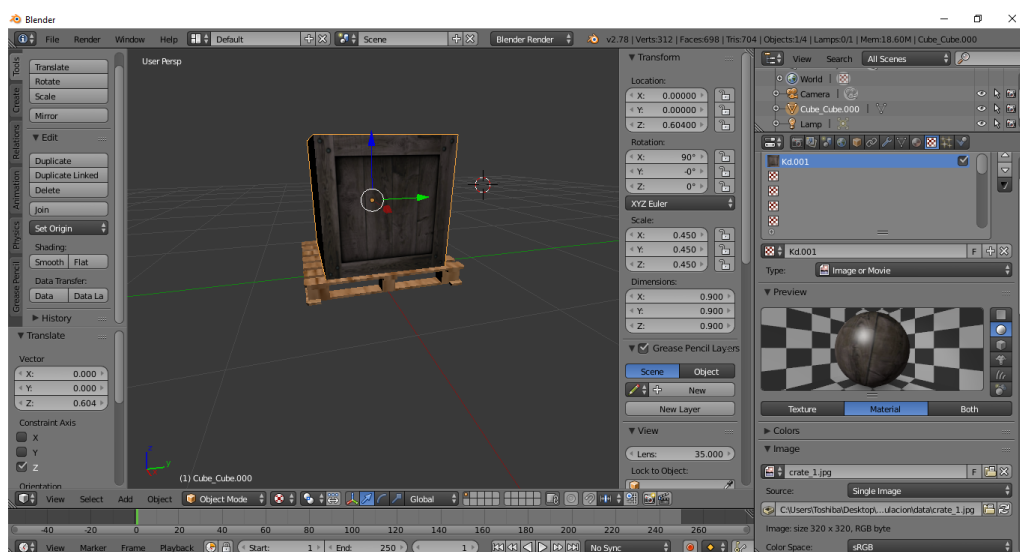 Blender
File Render Window Help Default Scene Blender Render v2.78 | Verts:312 | Faces:698 | Tris:704 | Objects:1/4 | Lamps:0/1 | Mem:18.60M | Cube_Cube.000
Tools
Create
Relations
Animation
Physics
Grease Pencil
Translate
Rotate
Scale
Mirror
▼ Edit
Duplicate
Duplicate Linked
Delete
Join
Set Origin
Shading:
Smooth Flat
Data Transfer:
Data Data La
▶ History
▼ Translate
Vector
X: 0.000
Y: 0.000
Z: 0.604
Constraint Axis
X
Y
Z
Orientation
User Persp
z
y
(1) Cube_Cube.000
▼ Transform
Location:
X: 0.00000
Y: 0.00000
Z: 0.60400
Rotation:
X: 90°
Y: -0°
Z: 0°
XYZ Euler
Scale:
X: 0.450
Y: 0.450
Z: 0.450
Dimensions:
X: 0.900
Y: 0.900
Z: 0.900
▼ Grease Pencil Layers
Scene Object
New
New Layer
▼ View
Lens: 35.000
Lock to Object:
View Search All Scenes
World
Camera
Cube_Cube.000
Lamp
Kd.001
Kd.001 F
Type: Image or Movie
▼ Preview
Texture Material Both
▶ Colors
▼ Image
crate_1.jpg F
Source: Single Image
C:\Users\Toshiba\Desktop\...ulacion\data\crate_1.jpg
Image: size 320 x 320, RGB byte
Color Space: sRGB
View Select Add Object Object Mode Global
-40 -20 0 20 40 60 80 100 120 140 160 180 200 220 240 260
View Marker Frame Playback Start: 1 End: 250 1 No Sync